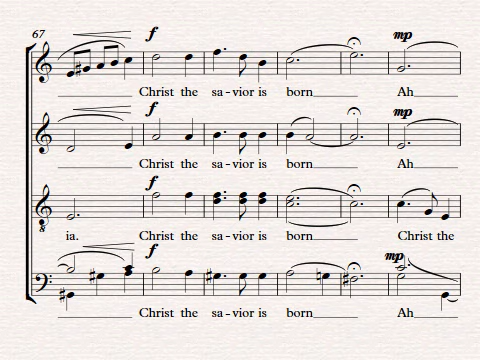 67
f
mp
Christ the sa - vior is born Ah
f
mp
Christ the sa - vior is born Ah
f
8
ia. Christ the sa - vior is born Christ the
f
mp
Christ the sa - vior is born Ah